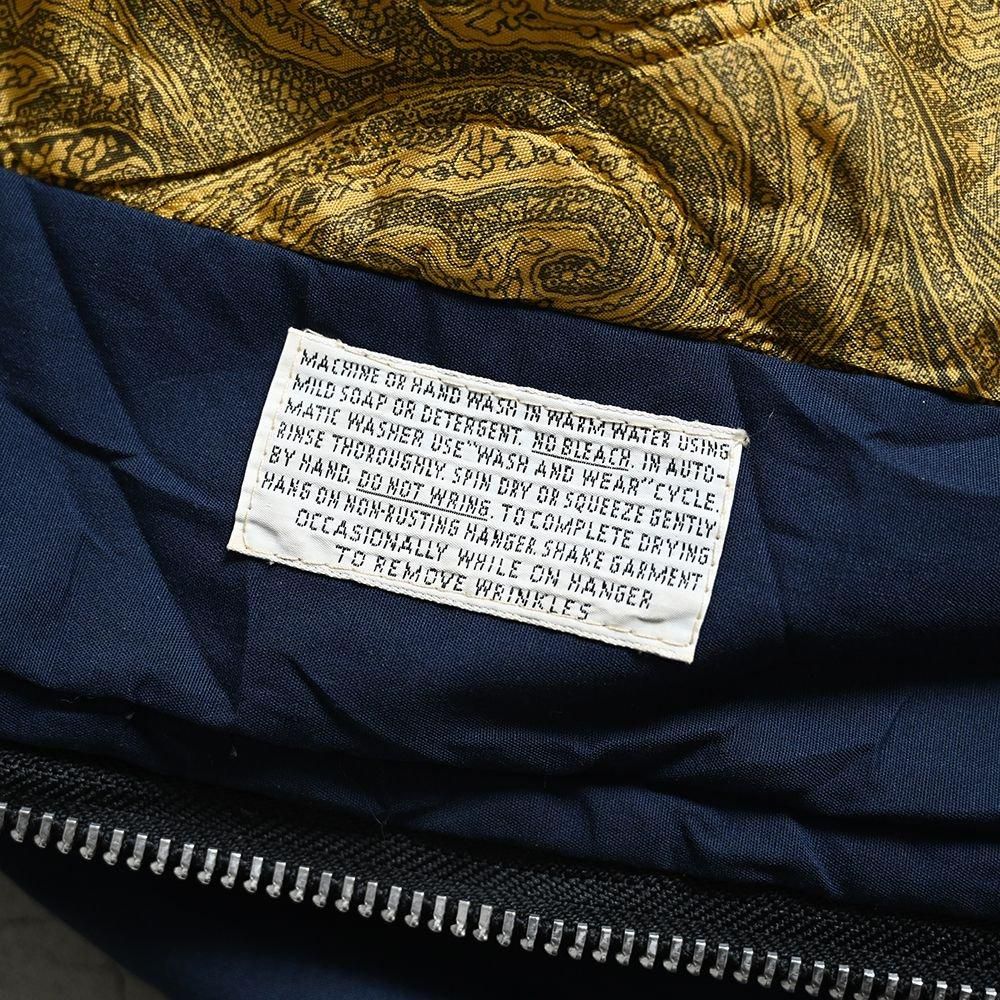 MACHINE OR HAND WASH IN WARM WATER USING
MILD SOAP OR DETERGENT. NO BLEACH. IN AUTO-
MATIC WASHER USE "WASH AND WEAR" CYCLE.
RINSE THOROUGHLY. SPIN DRY OR SQUEEZE GENTLY
BY HAND. DO NOT WRING. TO COMPLETE DRYING
HANG ON NON-RUSTING HANGER. SHAKE GARMENT
OCCASIONALLY WHILE ON HANGER
TO REMOVE WRINKLES